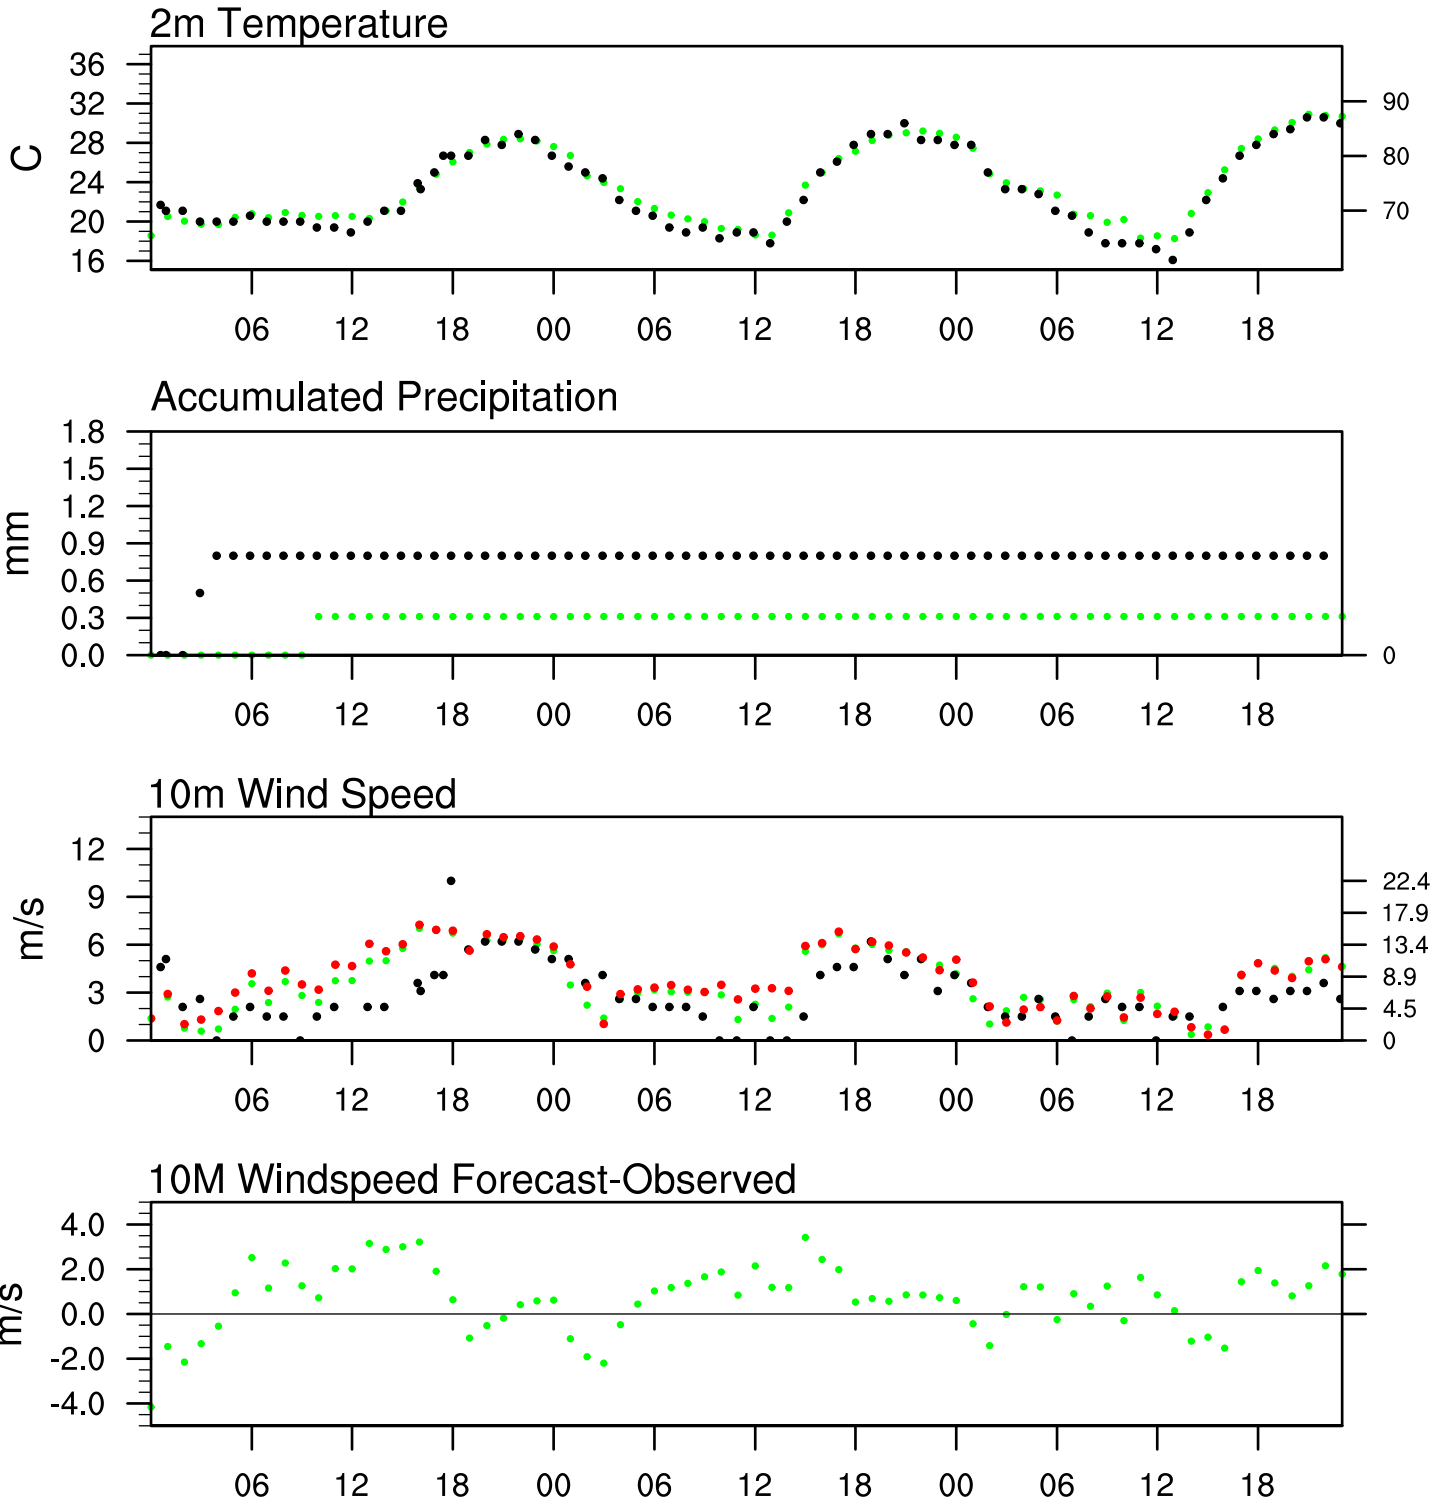 2m Temperature
C
36
32
28
24
20
16
90
80
70
06 12 18 00 06 12 18 00 06 12 18
Accumulated Precipitation
mm
1.8
1.5
1.2
0.9
0.6
0.3
0.0
0
06 12 18 00 06 12 18 00 06 12 18
10m Wind Speed
m/s
12
9
6
3
0
22.4
17.9
13.4
8.9
4.5
0
06 12 18 00 06 12 18 00 06 12 18
10M Windspeed Forecast-Observed
m/s
4.0
2.0
0.0
-2.0
-4.0
06 12 18 00 06 12 18 00 06 12 18